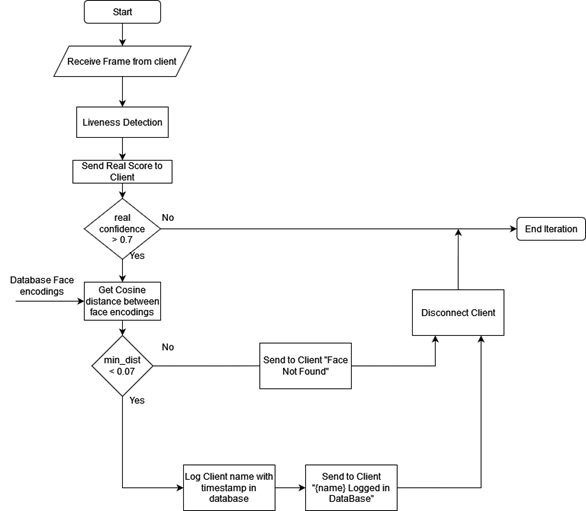 Start
Receive Frame from client
Liveness Detection
Send Real Score to
Client
real
confidence
> 0.7
No
End Iteration
Yes
Database Face
encodings
Get Cosine
distance between
face encodings
Disconnect Client
min_dist
< 0.07
No
Send to Client "Face
Not Found"
Yes
Log Client name with
timestamp in
database
Send to Client
"{name} Logged in
DataBase"